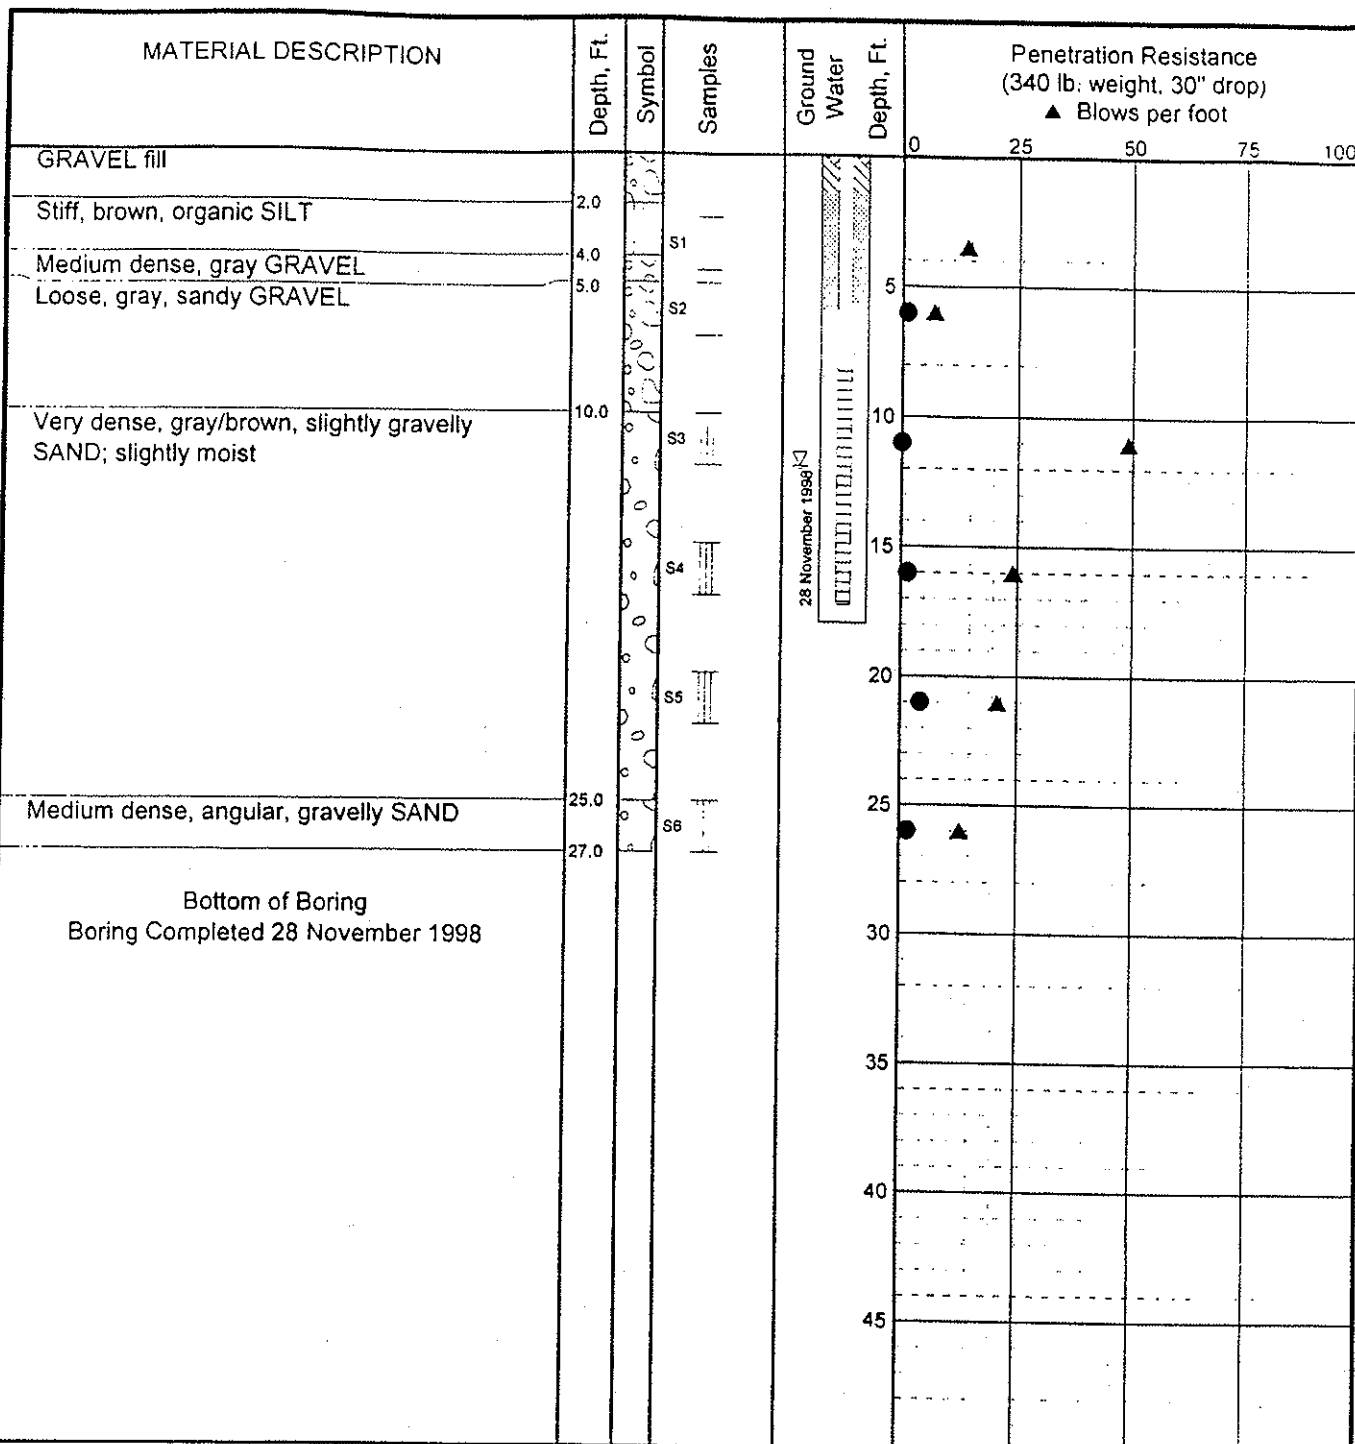 MATERIAL DESCRIPTION
Depth, Ft.
Symbol
Samples
Ground
Water
Depth, Ft.
Penetration Resistance
(340 lb. weight, 30" drop)
▲ Blows per foot
0 25 50 75 100
GRAVEL fill
2.0
Stiff, brown, organic SILT
S1
4.0
Medium dense, gray GRAVEL
5.0
5
Loose, gray, sandy GRAVEL
S2
10.0
10
Very dense, gray/brown, slightly gravelly
SAND; slightly moist
S3
28 November 1998
15
S4
20
S5
25.0
25
Medium dense, angular, gravelly SAND
S6
27.0
Bottom of Boring
Boring Completed 28 November 1998
30
35
40
45